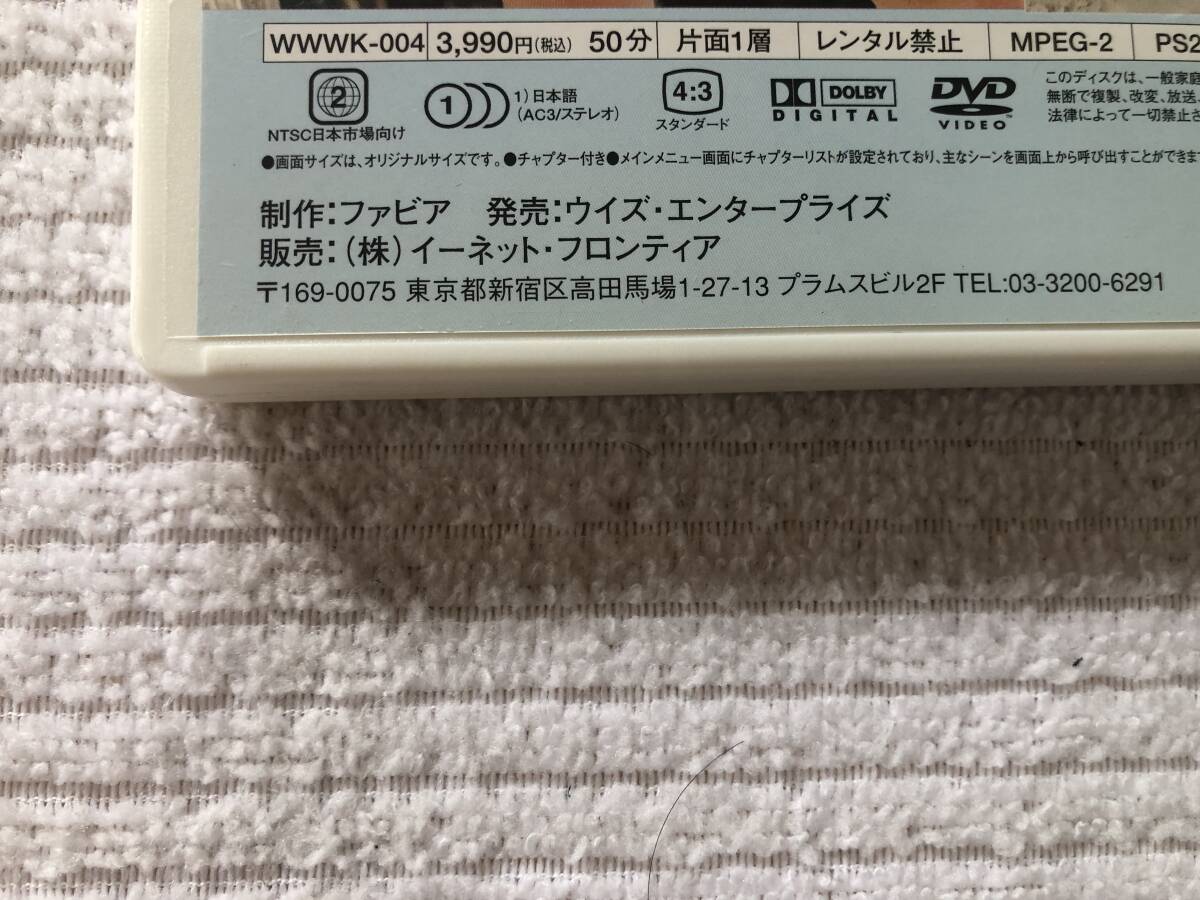 WWWK-004 3,990円(税込) 50分 片面1層 レンタル禁止 MPEG-2 PS2
2
NTSC日本市場向け
1
1)日本語
(AC3/ステレオ)
4:3
スタンダード
DOLBY
DIGITAL
DVD
VIDEO
このディスクは、一般家庭
無断で複製、改変、放送、
法律によって一切禁止さ
●画面サイズは、オリジナルサイズです。●チャプター付き●メインメニュー画面にチャプターリストが設定されており、主なシーンを画面上から呼び出すことができま
制作:ファビア 発売:ウイズ・エンタープライズ
販売:(株)イーネット・フロンティア
〒169-0075 東京都新宿区高田馬場1-27-13 プラムスビル2F TEL:03-3200-6291